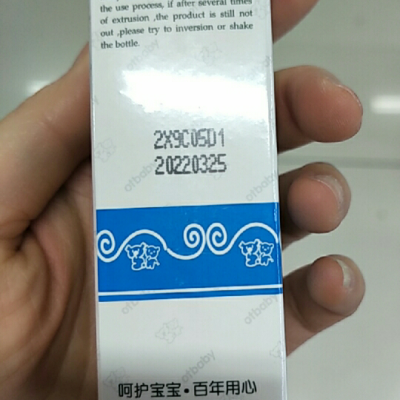 the use process, if after several times
of extrusion ,the product is still not
out ,please try to inversion or shake
the bottle.
2X9C05D1
20220325
呵护宝宝·百年用心